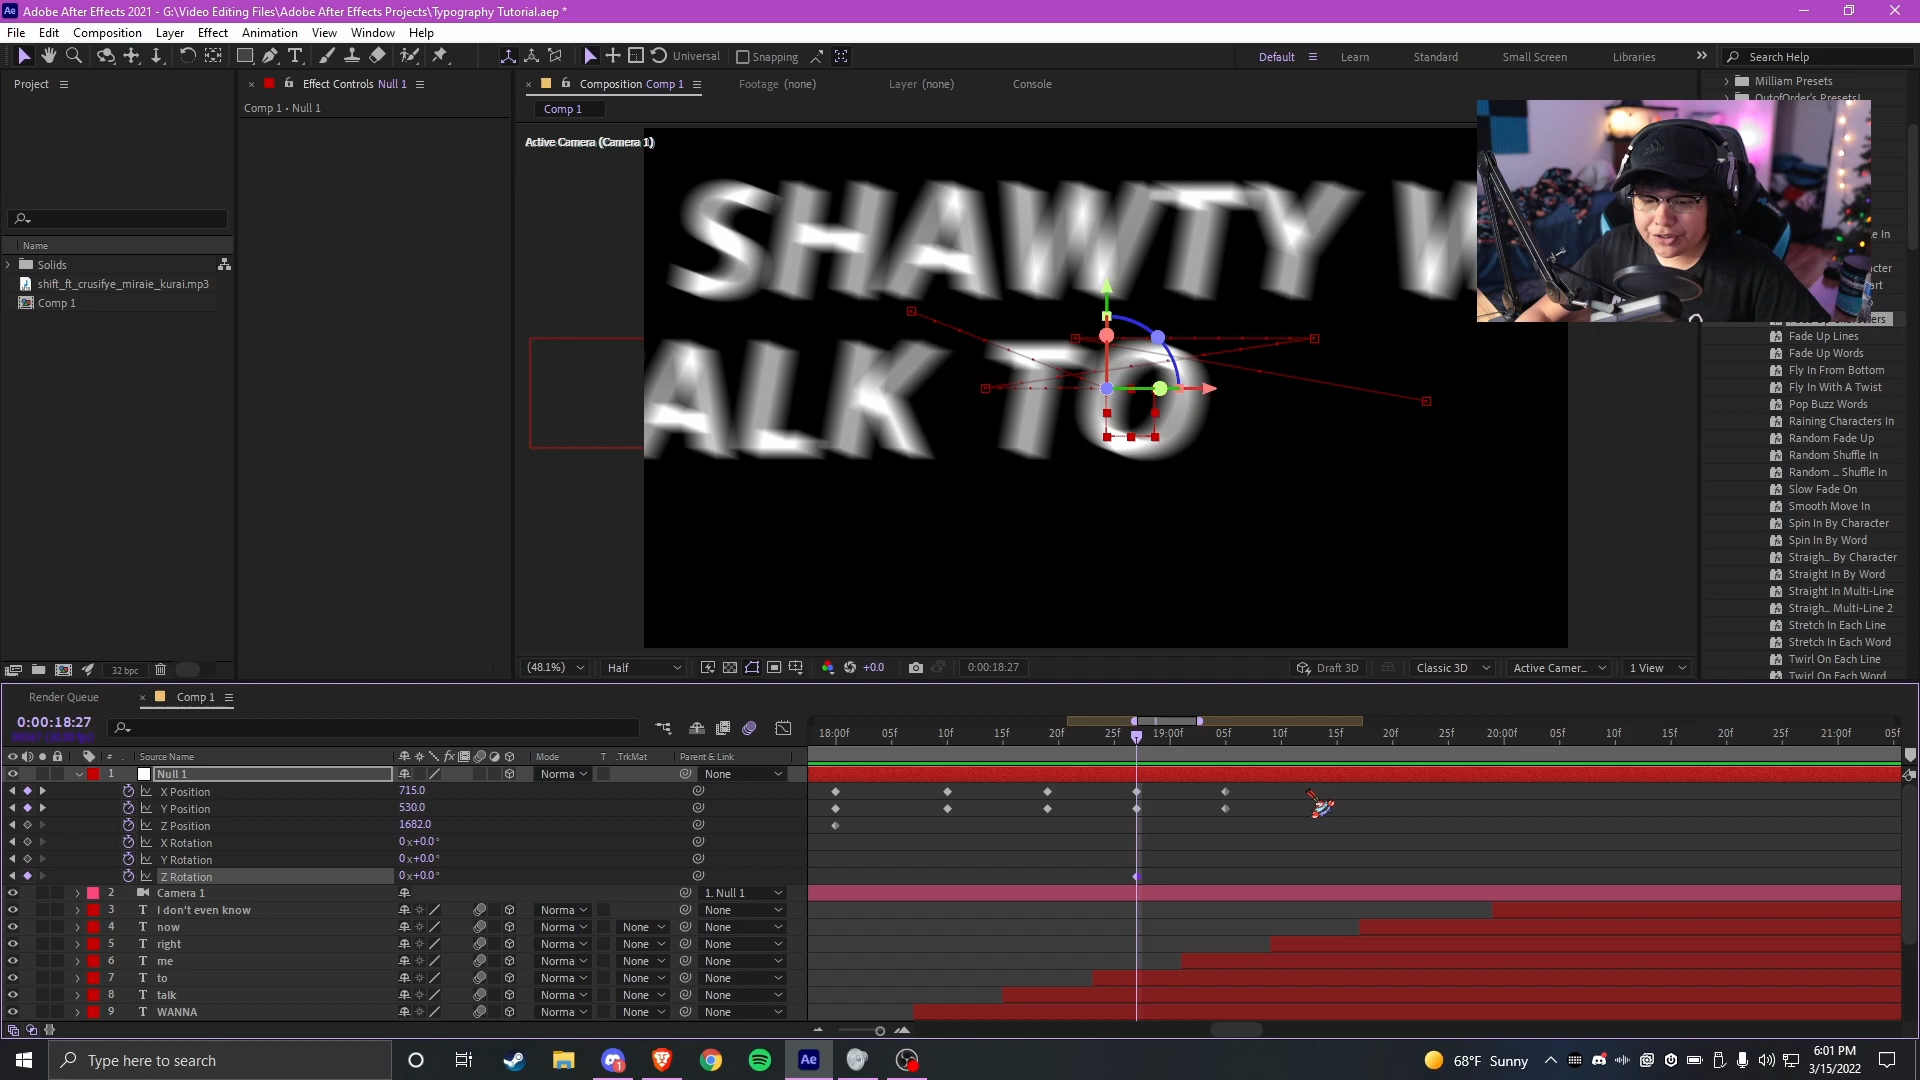 Adobe After Effects 2021 - G:\Video Editing Files\Adobe After Effects Projects\Typography Tutorial.aep *
File Edit Composition Layer Effect Animation View Window Help
Universal Snapping Default Learn Standard Small Screen Libraries Search Help
Project Effect Controls Null 1 Composition Comp 1 Footage (none) Layer (none) Console
Milliam Presets
OutofOrder's Presets!
Comp 1 • Null 1
Comp 1
Active Camera (Camera 1)
SHAWTY W
ALK TO
Name
Solids
shift_ft_crusifye_miraie_kurai.mp3
Comp 1
Fade Up Lines
Fade Up Words
Fly In From Bottom
Fly In With A Twist
Pop Buzz Words
Raining Characters In
Random Fade Up
Random Shuffle In
Random ... Shuffle In
Slow Fade On
Smooth Move In
Spin In By Character
Spin In By Word
Straigh... By Character
Straight In By Word
Straight In Multi-Line
Straigh... Multi-Line 2
Stretch In Each Line
Stretch In Each Word
Twirl On Each Line
Twirl On Each Word
32 bpc
(48.1%) Half +0.0 0:00:18:27 Draft 3D Classic 3D Active Camer... 1 View
Render Queue Comp 1
0:00:18:27
18:00f 05f 10f 15f 20f 25f 19:00f 05f 10f 15f 20f 25f 20:00f 05f 10f 15f 20f 25f 21:00f 05f
# Source Name Mode T .TrkMat Parent & Link
1 Null 1 Norma None
X Position 715.0
Y Position 530.0
Z Position 1682.0
X Rotation 0x+0.0°
Y Rotation 0x+0.0°
Z Rotation 0x+0.0°
2 Camera 1 1. Null 1
3 T I don't even know Norma None
4 T now Norma None None
5 T right Norma None None
6 T me Norma None None
7 T to Norma None None
8 T talk Norma None None
9 T WANNA Norma None None
Type here to search
Ae
68°F Sunny
6:01 PM
3/15/2022